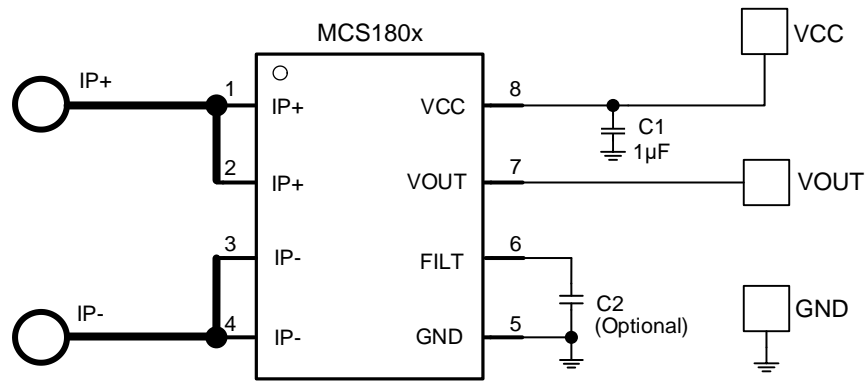 MCS180x
VCC
IP+
1
IP+
VCC
8
C1
1µF
2
IP+
VOUT
7
VOUT
3
IP-
FILT
6
IP-
C2
(Optional)
GND
4
IP-
GND
5